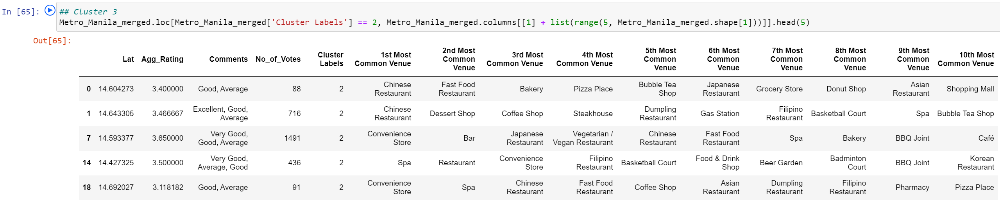 In [65]: ## Cluster 3
Metro_Manila_merged.loc[Metro_Manila_merged['Cluster Labels'] == 2, Metro_Manila_merged.columns[[1] + list(range(5, Metro_Manila_merged.shape[1]))]].head(5)
Out[65]:
Lat Agg_Rating Comments No_of_Votes Cluster Labels 1st Most Common Venue 2nd Most Common Venue 3rd Most Common Venue 4th Most Common Venue 5th Most Common Venue 6th Most Common Venue 7th Most Common Venue 8th Most Common Venue 9th Most Common Venue 10th Most Common Venue
0 14.604273 3.400000 Good, Average 88 2 Chinese Restaurant Fast Food Restaurant Bakery Pizza Place Bubble Tea Shop Japanese Restaurant Grocery Store Donut Shop Asian Restaurant Shopping Mall
1 14.643305 3.466667 Excellent, Good, Average 716 2 Chinese Restaurant Dessert Shop Coffee Shop Steakhouse Dumpling Restaurant Gas Station Filipino Restaurant Basketball Court Spa Bubble Tea Shop
7 14.593377 3.650000 Very Good, Good, Average 1491 2 Convenience Store Bar Japanese Restaurant Vegetarian / Vegan Restaurant Chinese Restaurant Fast Food Restaurant Spa Bakery BBQ Joint Café
14 14.427325 3.500000 Very Good, Average, Good 436 2 Spa Restaurant Convenience Store Filipino Restaurant Basketball Court Food & Drink Shop Beer Garden Badminton Court BBQ Joint Korean Restaurant
18 14.692027 3.118182 Good, Average 91 2 Convenience Store Spa Chinese Restaurant Fast Food Restaurant Coffee Shop Asian Restaurant Dumpling Restaurant Filipino Restaurant Pharmacy Pizza Place